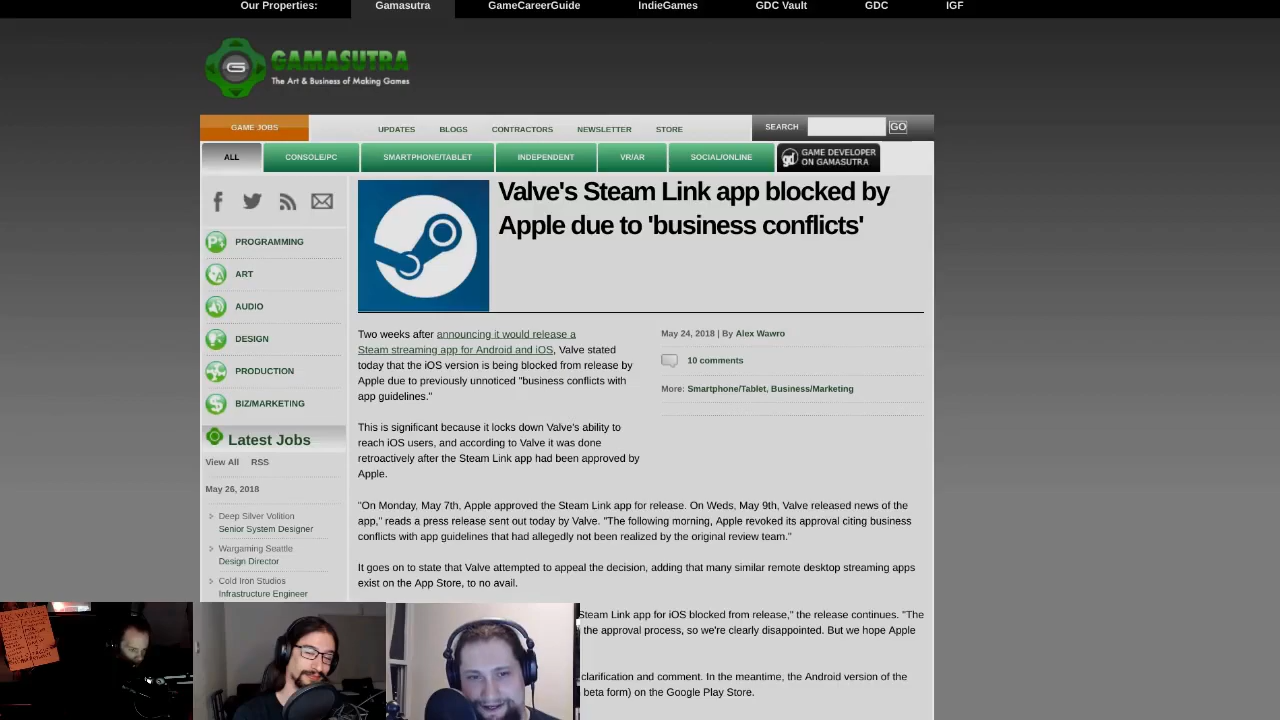 Our Properties: Gamasutra GameCareerGuide IndieGames GDC Vault GDC IGF
G
GAMASUTRA
The Art & Business of Making Games
GAME JOBS UPDATES BLOGS CONTRACTORS NEWSLETTER STORE SEARCH GO
ALL CONSOLE/PC SMARTPHONE/TABLET INDEPENDENT VR/AR SOCIAL/ONLINE gd GAME DEVELOPER
ON GAMASUTRA
PROGRAMMING
ART
AUDIO
DESIGN
PRODUCTION
BIZ/MARKETING
Latest Jobs
View All RSS
May 26, 2018
Deep Silver Volition
Senior System Designer
Wargaming Seattle
Design Director
Cold Iron Studios
Infrastructure Engineer
Valve's Steam Link app blocked by
Apple due to 'business conflicts'
May 24, 2018 | By Alex Wawro
10 comments
More: Smartphone/Tablet, Business/Marketing
Two weeks after announcing it would release a
Steam streaming app for Android and iOS, Valve stated
today that the iOS version is being blocked from release by
Apple due to previously unnoticed "business conflicts with
app guidelines."
This is significant because it locks down Valve's ability to
reach iOS users, and according to Valve it was done
retroactively after the Steam Link app had been approved by
Apple.
"On Monday, May 7th, Apple approved the Steam Link app for release. On Weds, May 9th, Valve released news of the
app," reads a press release sent out today by Valve. "The following morning, Apple revoked its approval citing business
conflicts with app guidelines that had allegedly not been realized by the original review team."
It goes on to state that Valve attempted to appeal the decision, adding that many similar remote desktop streaming apps
exist on the App Store, to no avail.
Steam Link app for iOS blocked from release," the release continues. "The
the approval process, so we're clearly disappointed. But we hope Apple
clarification and comment. In the meantime, the Android version of the
beta form) on the Google Play Store.